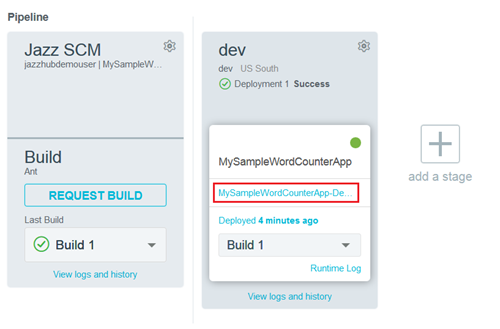 Pipeline
Jazz SCM
jazzhubdemouser | MySampleW...
Build
Ant
REQUEST BUILD
Last Build
Build 1
View logs and history
dev
dev US South
Deployment 1 Success
MySampleWordCounterApp
MySampleWordCounterApp-De...
Deployed 4 minutes ago
Build 1
Runtime Log
View logs and history
add a stage